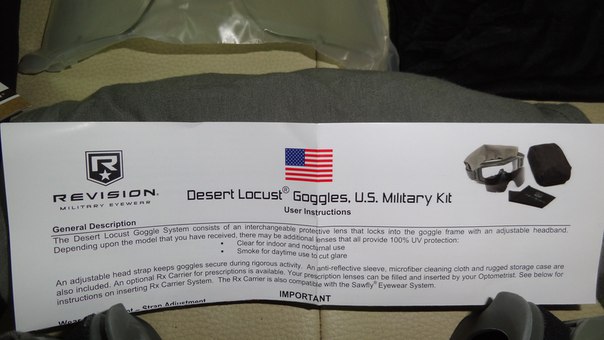 REVISION®
MILITARY EYEWEAR
Desert Locust® Goggles, U.S. Military Kit
User Instructions
General Description
The Desert Locust Goggle System consists of an interchangeable protective lens that locks into the goggle frame with an adjustable headband.
Depending upon the model that you have received, there may be additional lenses that all provide 100% UV protection:
• Clear for indoor and nocturnal use
• Smoke for daytime use to cut glare
An adjustable head strap keeps goggles secure during rigorous activity. An anti-reflective sleeve, microfiber cleaning cloth and rugged storage case are
also included. An optional Rx Carrier for prescriptions is available. Your prescription lenses can be filled and inserted by your Optometrist. See below for
instructions on inserting Rx Carrier System. The Rx Carrier is also compatible with the Sawfly® Eyewear System.
IMPORTANT
Strap Adjustment